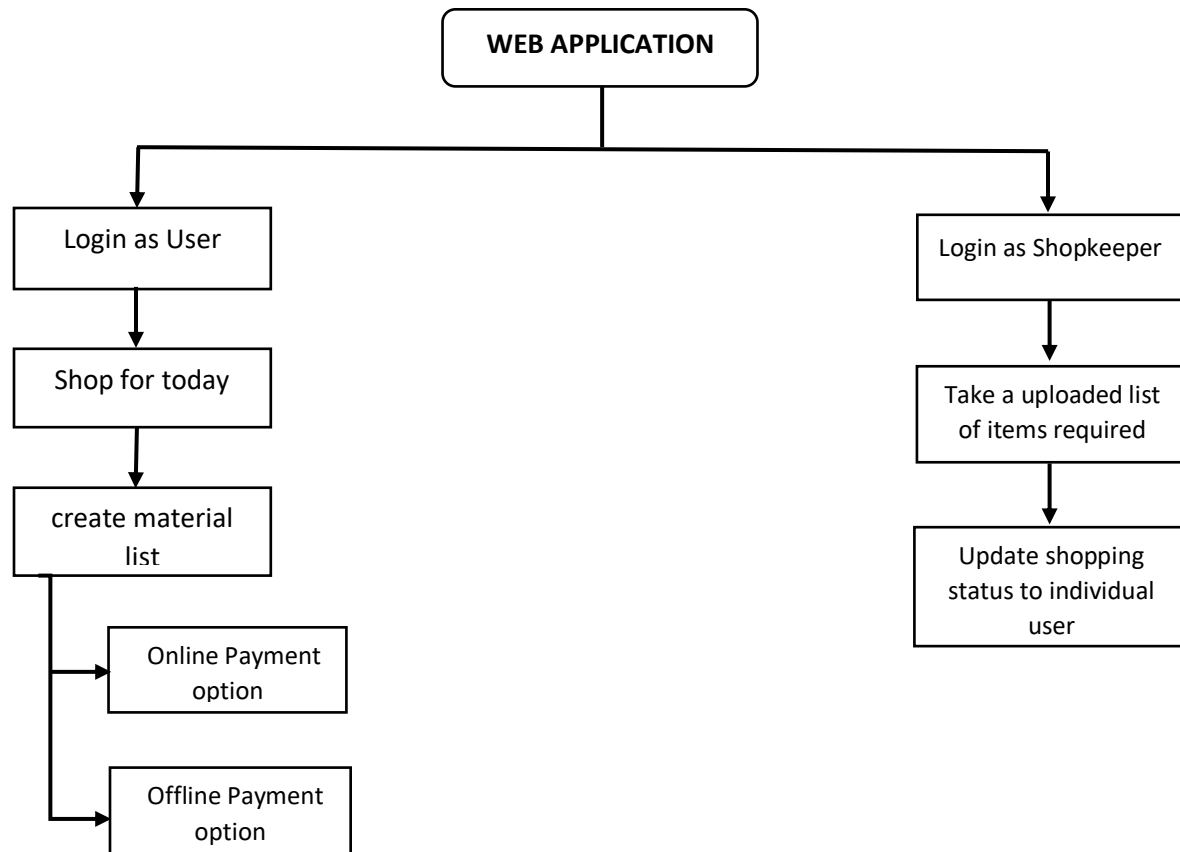 WEB APPLICATION
Login as User
Shop for today
create material
list
Online Payment
option
Offline Payment
option
Login as Shopkeeper
Take a uploaded list
of items required
Update shopping
status to individual
user